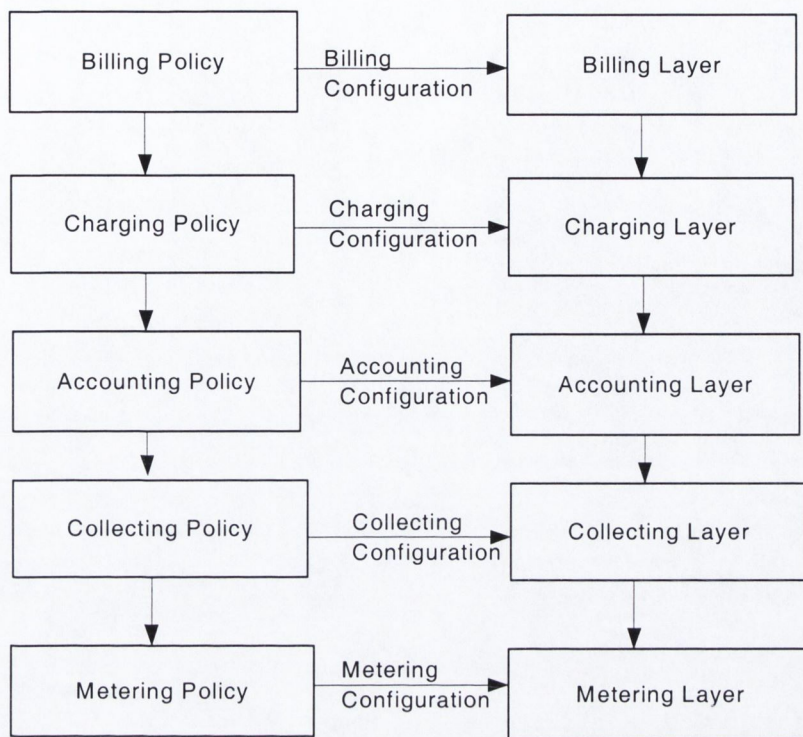 Billing Policy
Billing
Configuration
Billing Layer
Charging Policy
Charging
Configuration
Charging Layer
Accounting Policy
Accounting
Configuration
Accounting Layer
Collecting Policy
Collecting
Configuration
Collecting Layer
Metering Policy
Metering
Configuration
Metering Layer